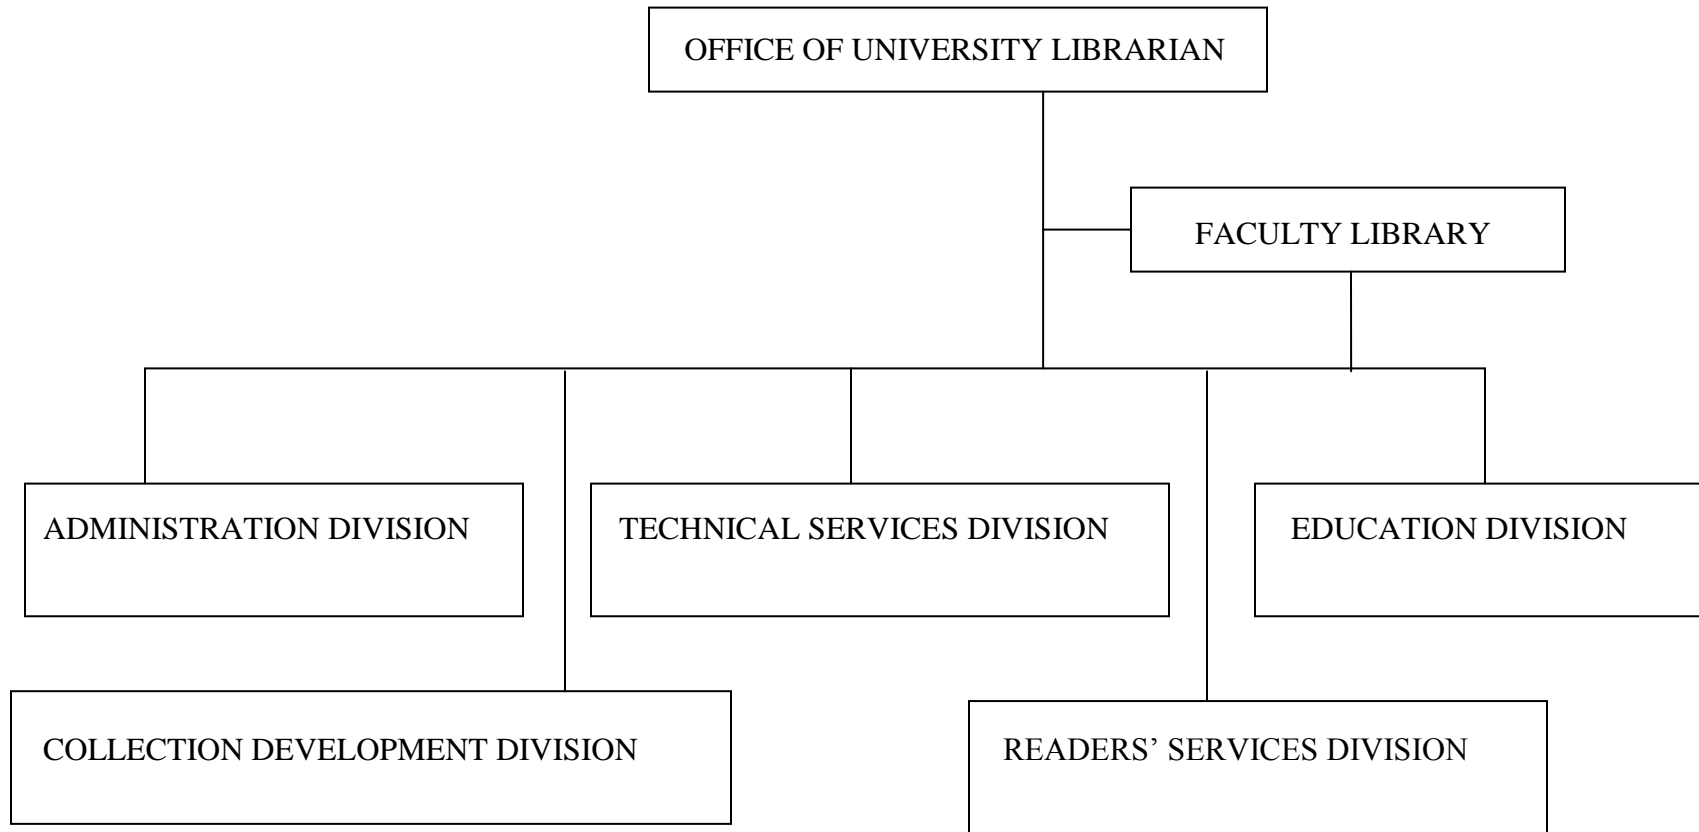 OFFICE OF UNIVERSITY LIBRARIAN
FACULTY LIBRARY
ADMINISTRATION DIVISION
TECHNICAL SERVICES DIVISION
EDUCATION DIVISION
COLLECTION DEVELOPMENT DIVISION
READERS’ SERVICES DIVISION